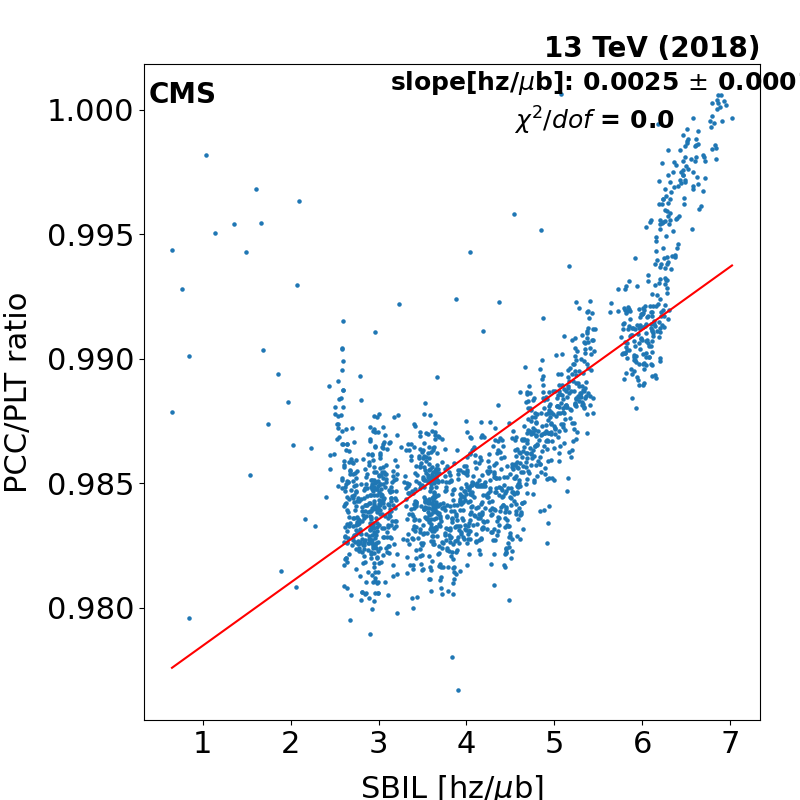 13 TeV (2018)
CMS
slope[hz/μb]: 0.0025 ± 0.000
χ²/dof = 0.0
1.000
0.995
0.990
0.985
0.980
PCC/PLT ratio
1 2 3 4 5 6 7
SBIL [hz/μb]